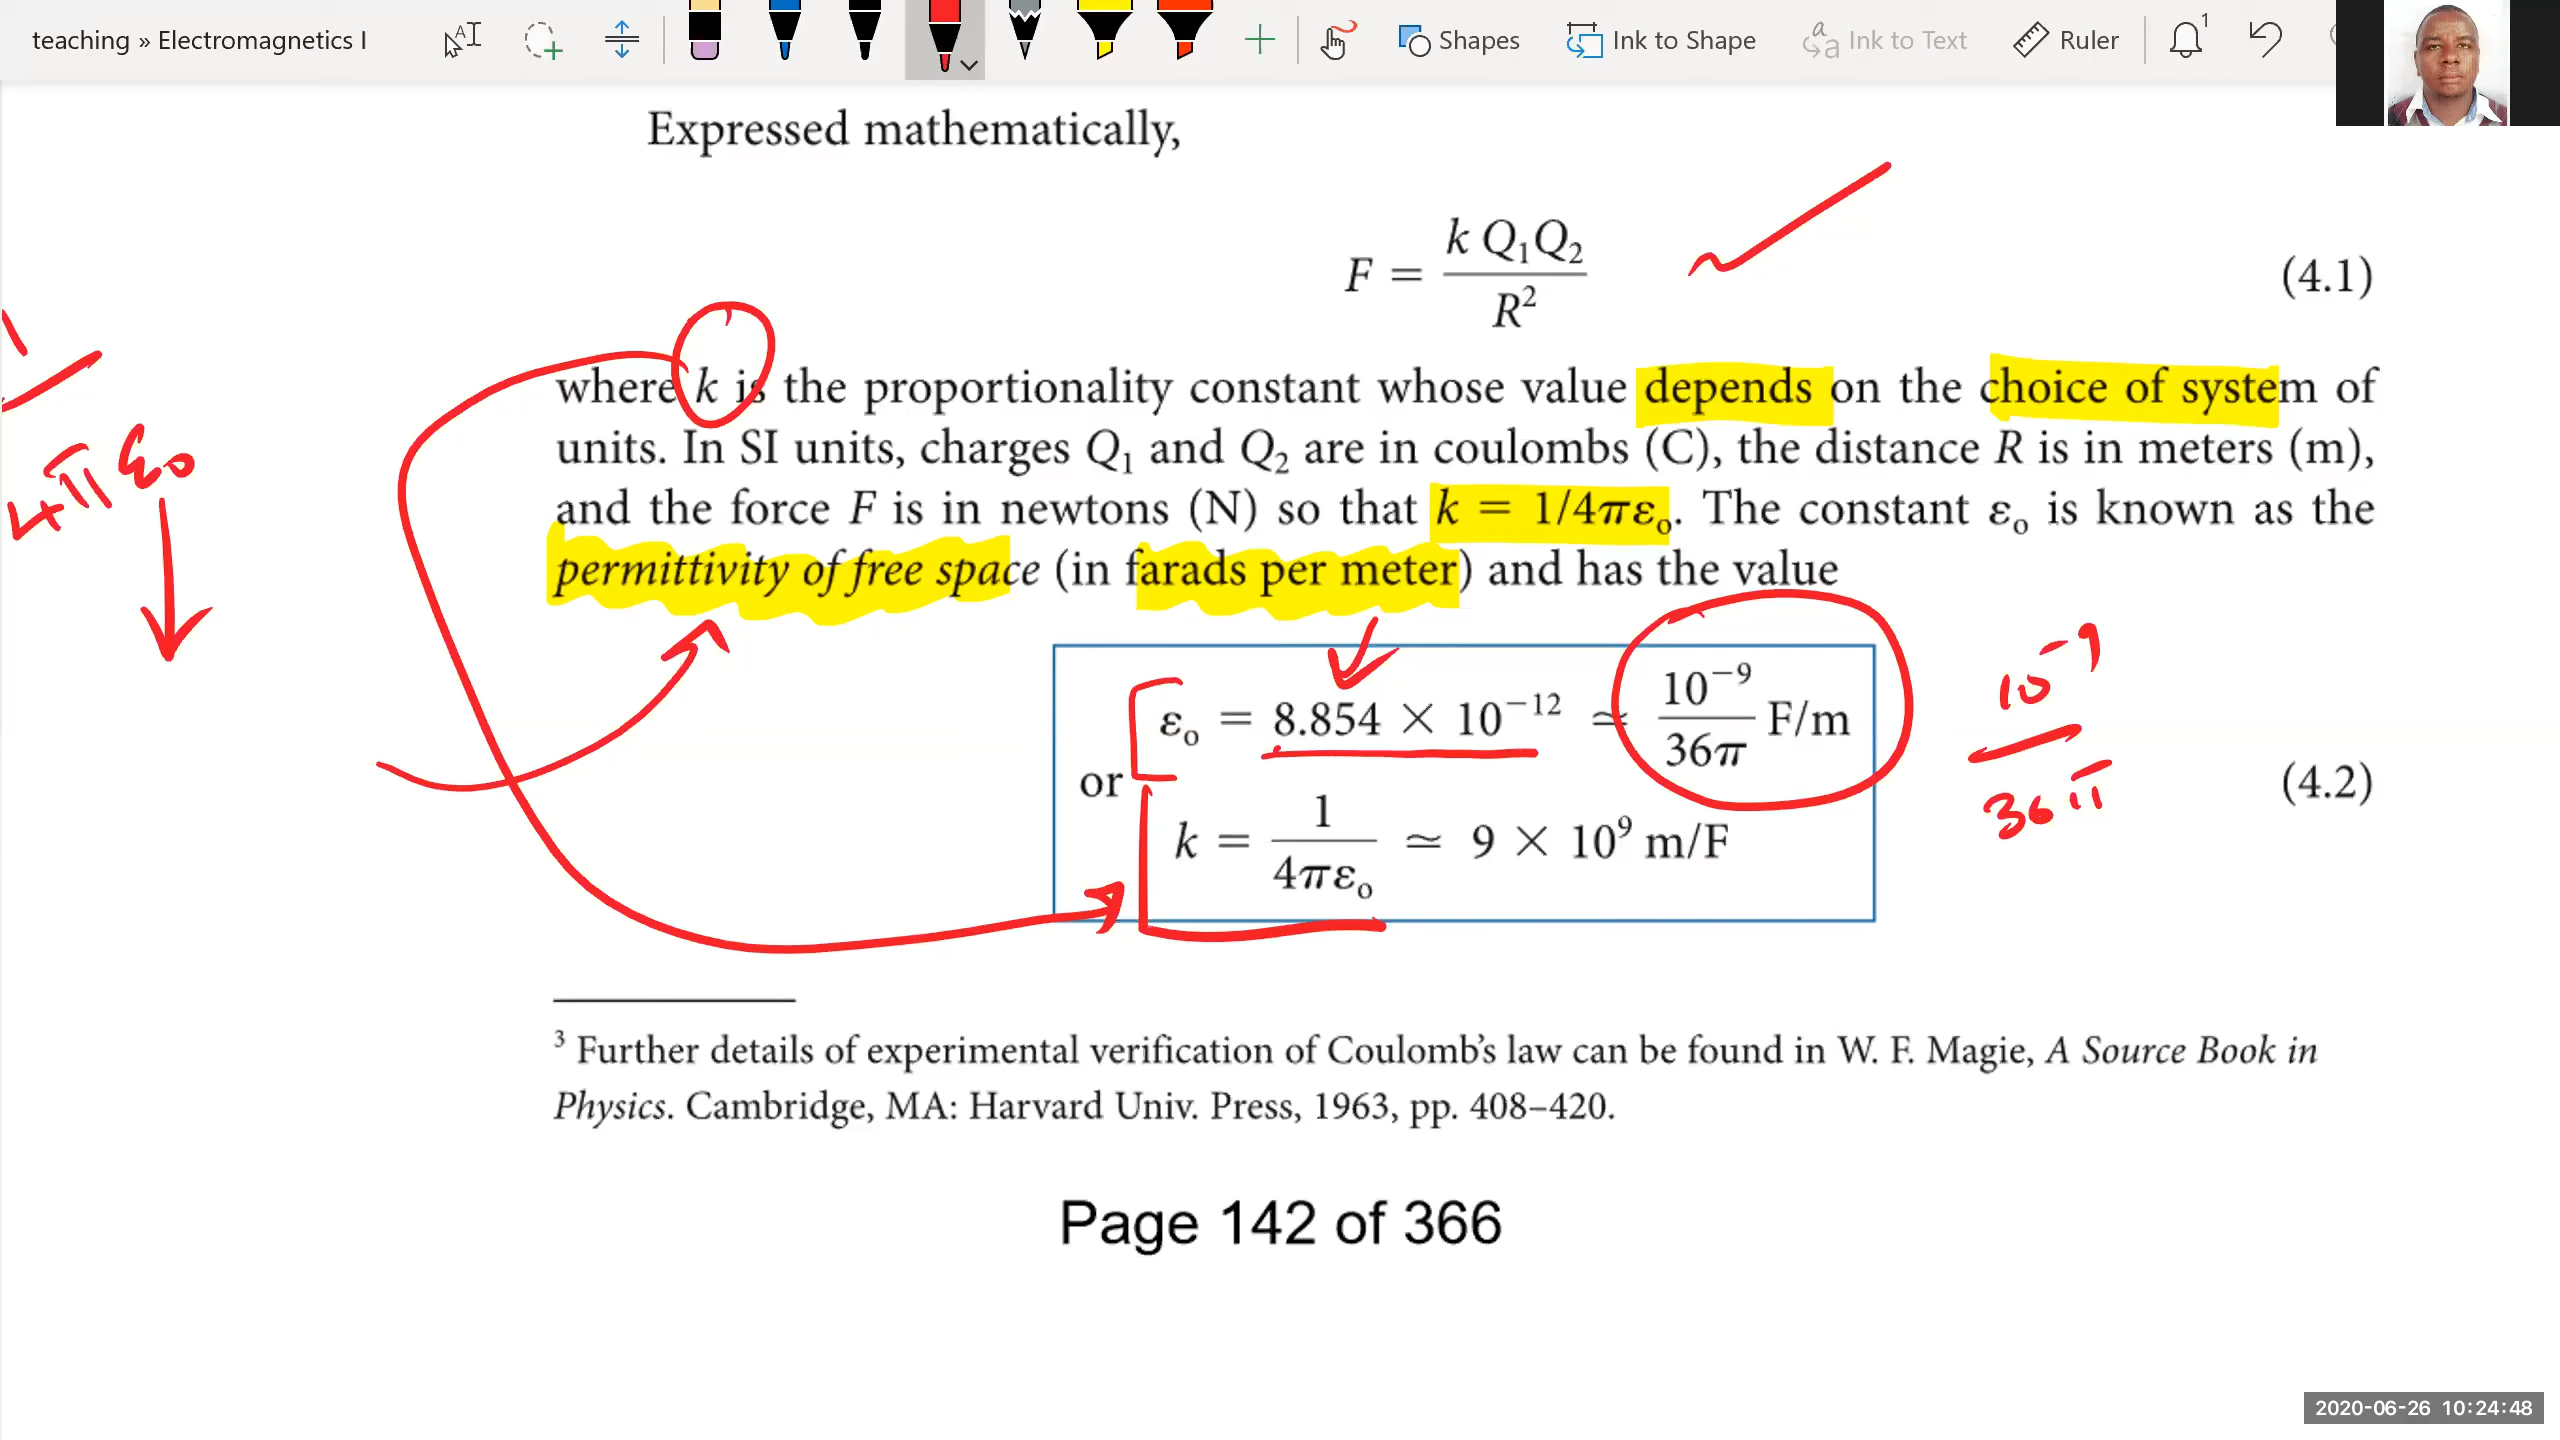 teaching » Electromagnetics I
Shapes
Ink to Shape
Ink to Text
Ruler
1
Expressed mathematically,
F = k Q₁Q₂ / R² (4.1)
where k is the proportionality constant whose value depends on the choice of system of
units. In SI units, charges Q₁ and Q₂ are in coulombs (C), the distance R is in meters (m),
and the force F is in newtons (N) so that k = 1/4πεₒ. The constant εₒ is known as the
permittivity of free space (in farads per meter) and has the value
1
4π ε₀
εₒ = 8.854 × 10⁻¹² ≃ 10⁻⁹ / 36π F/m
or (4.2)
k = 1 / 4πεₒ ≃ 9 × 10⁹ m/F
10⁻⁹
36π
³ Further details of experimental verification of Coulomb's law can be found in W. F. Magie, A Source Book in
Physics. Cambridge, MA: Harvard Univ. Press, 1963, pp. 408–420.
Page 142 of 366
2020-06-26 10:24:48